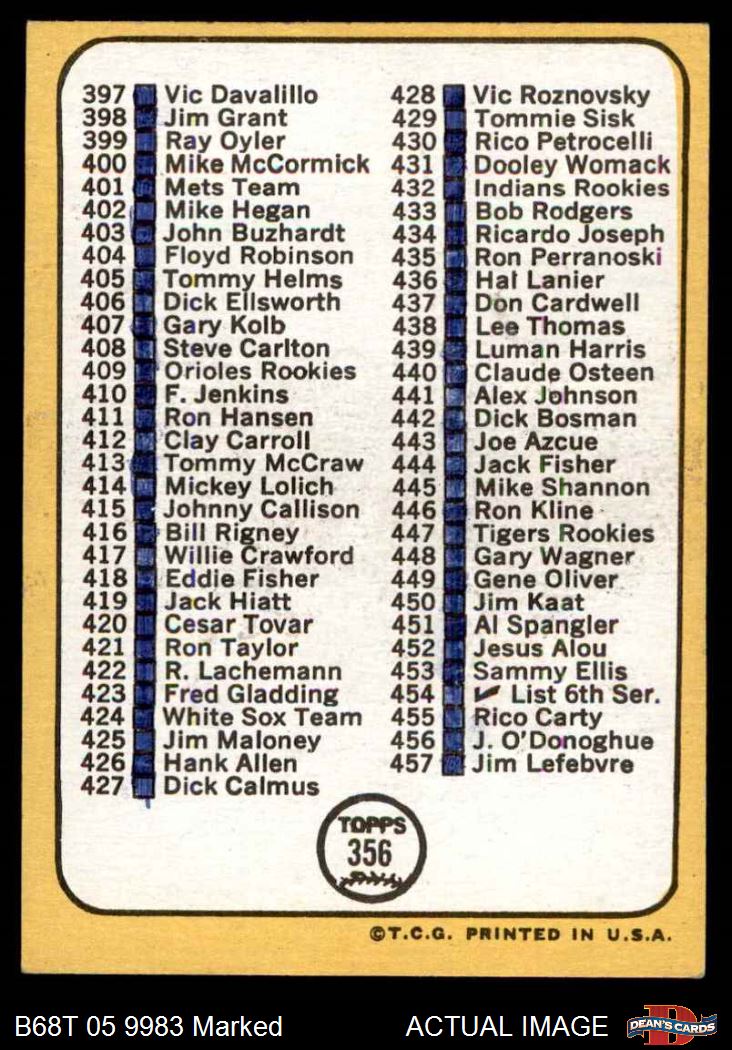 397 Vic Davalillo
398 Jim Grant
399 Ray Oyler
400 Mike McCormick
401 Mets Team
402 Mike Hegan
403 John Buzhardt
404 Floyd Robinson
405 Tommy Helms
406 Dick Ellsworth
407 Gary Kolb
408 Steve Carlton
409 Orioles Rookies
410 F. Jenkins
411 Ron Hansen
412 Clay Carroll
413 Tommy McCraw
414 Mickey Lolich
415 Johnny Callison
416 Bill Rigney
417 Willie Crawford
418 Eddie Fisher
419 Jack Hiatt
420 Cesar Tovar
421 Ron Taylor
422 R. Lachemann
423 Fred Gladding
424 White Sox Team
425 Jim Maloney
426 Hank Allen
427 Dick Calmus
428 Vic Roznovsky
429 Tommie Sisk
430 Rico Petrocelli
431 Dooley Womack
432 Indians Rookies
433 Bob Rodgers
434 Ricardo Joseph
435 Ron Perranoski
436 Hal Lanier
437 Don Cardwell
438 Lee Thomas
439 Luman Harris
440 Claude Osteen
441 Alex Johnson
442 Dick Bosman
443 Joe Azcue
444 Jack Fisher
445 Mike Shannon
446 Ron Kline
447 Tigers Rookies
448 Gary Wagner
449 Gene Oliver
450 Jim Kaat
451 Al Spangler
452 Jesus Alou
453 Sammy Ellis
454 ✔ List 6th Ser.
455 Rico Carty
456 J. O'Donoghue
457 Jim Lefebvre
TOPPS
356
©T.C.G. PRINTED IN U.S.A.
B68T 05 9983 Marked
ACTUAL IMAGE
D
DEAN'S CARDS